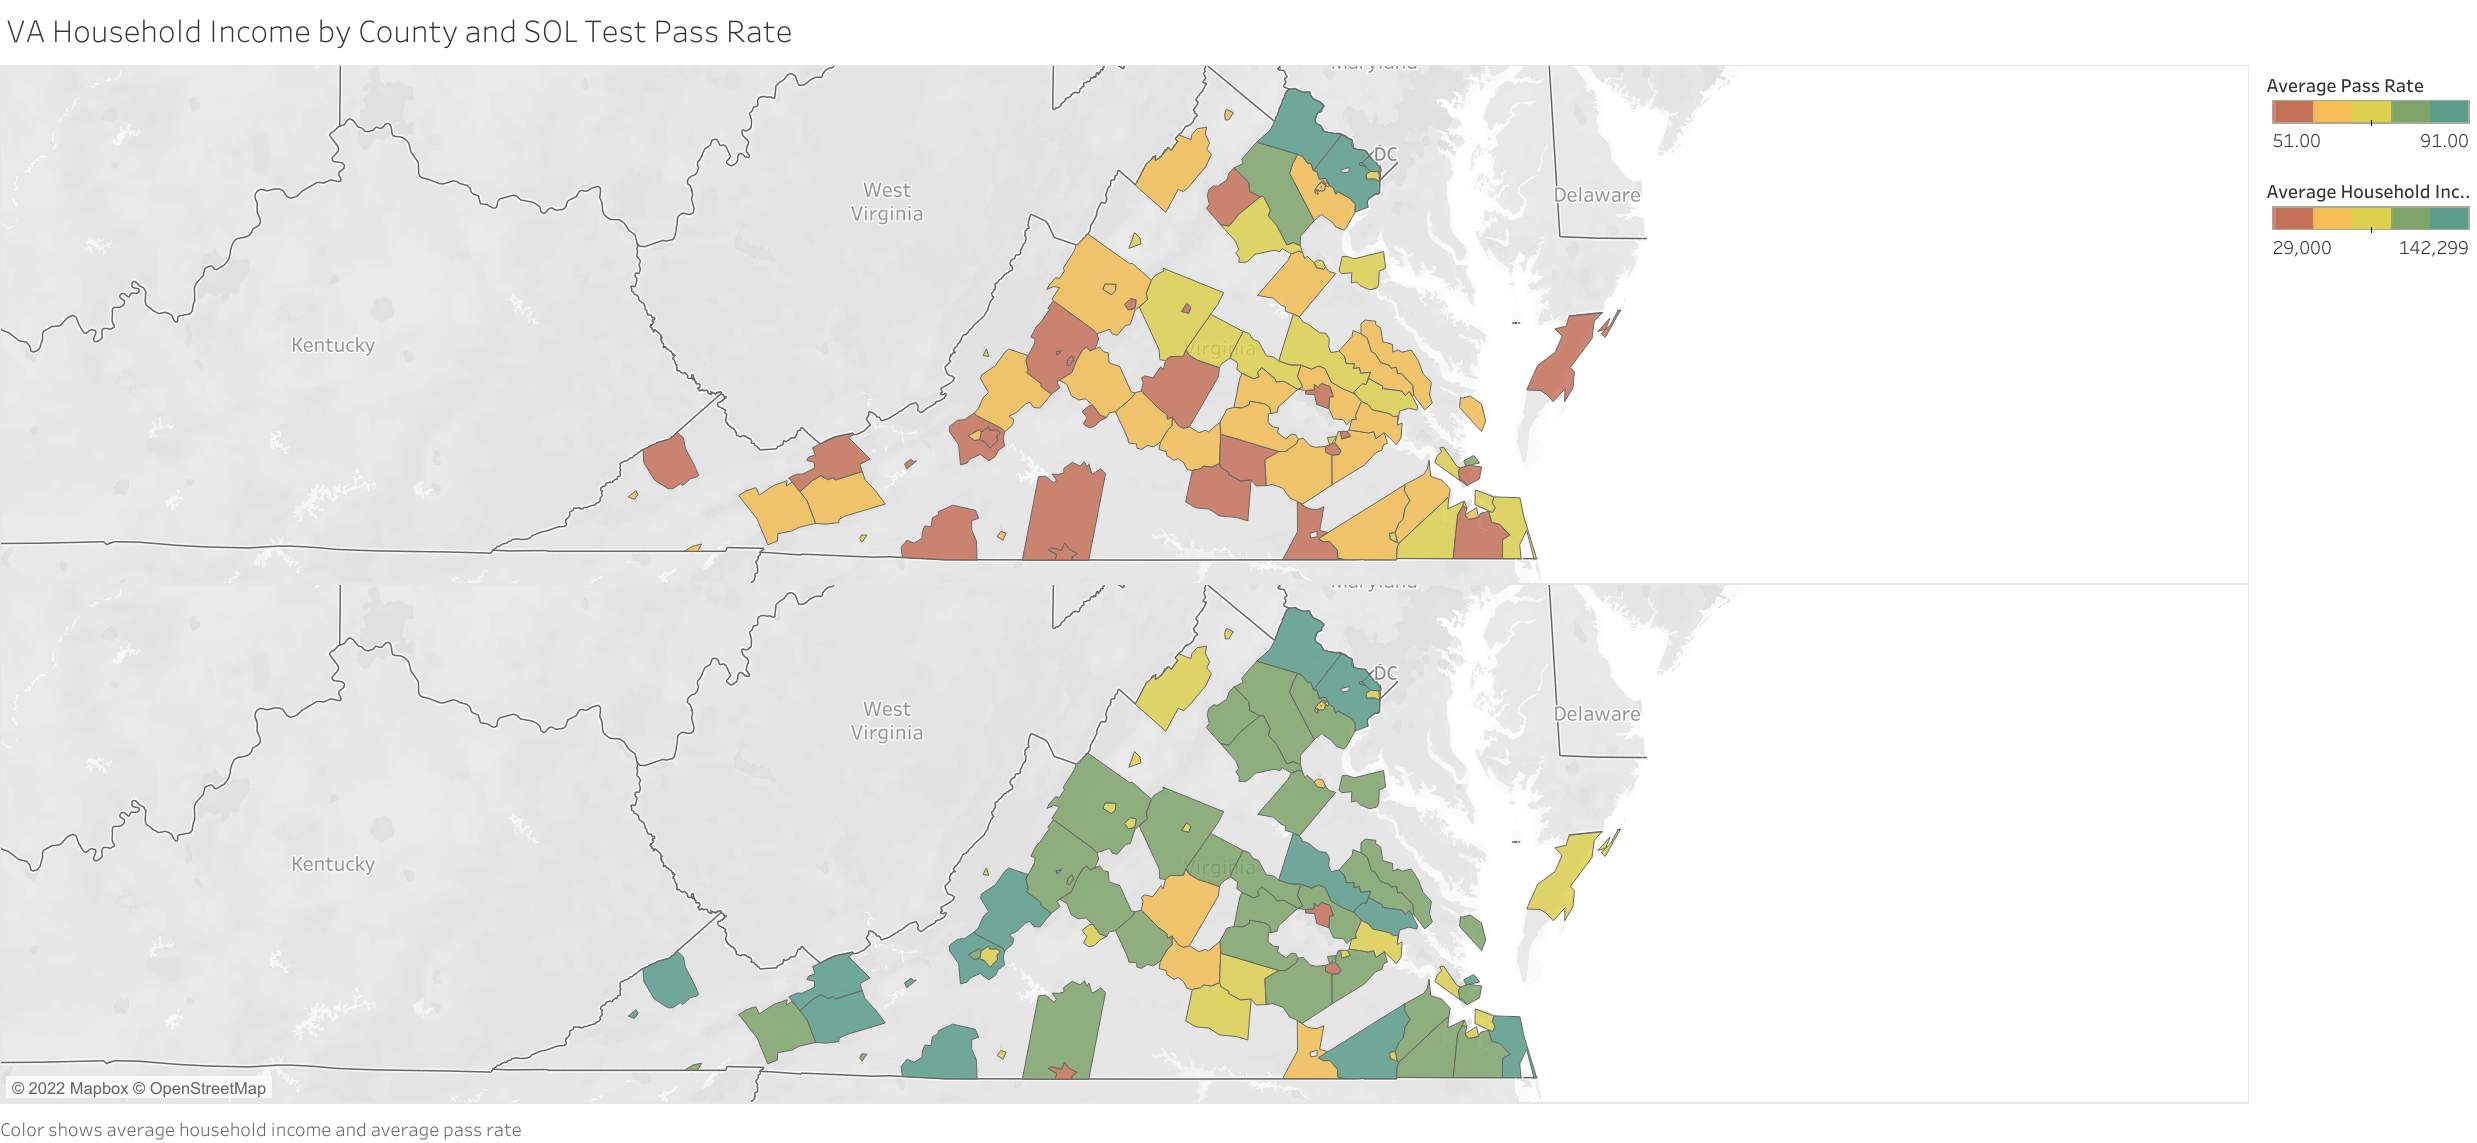 VA Household Income by County and SOL Test Pass Rate
Maryland
DC
West
Virginia
Delaware
Kentucky
Virginia
Average Pass Rate
51.00 91.00
Average Household Inc..
29,000 142,299
Maryland
DC
West
Virginia
Delaware
Kentucky
Virginia
© 2022 Mapbox © OpenStreetMap
Color shows average household income and average pass rate